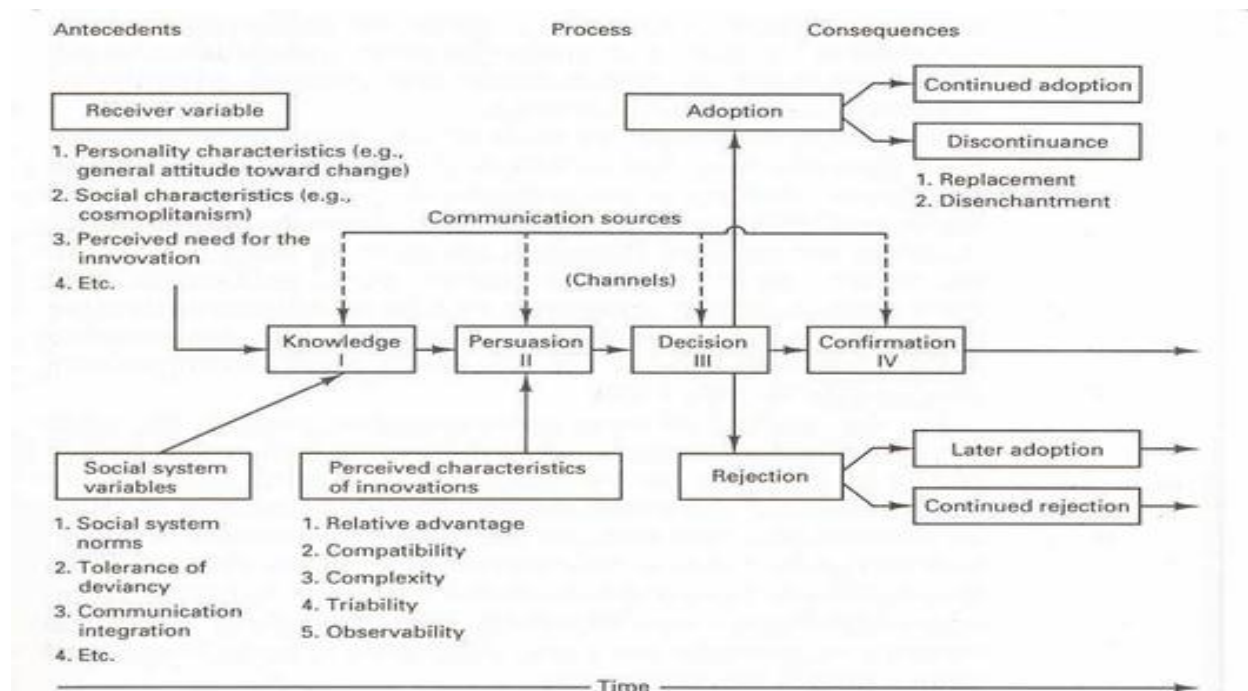 Antecedents
Process
Consequences
Receiver variable
1. Personality characteristics (e.g.,
general attitude toward change)
2. Social characteristics (e.g.,
cosmoplitanism)
3. Perceived need for the
innvovation
4. Etc.
Adoption
Continued adoption
Discontinuance
1. Replacement
2. Disenchantment
Communication sources
(Channels)
Knowledge
I
Persuasion
II
Decision
III
Confirmation
IV
Social system
variables
1. Social system
norms
2. Tolerance of
deviancy
3. Communication
integration
4. Etc.
Perceived characteristics
of innovations
1. Relative advantage
2. Compatibility
3. Complexity
4. Triability
5. Observability
Rejection
Later adoption
Continued rejection
Time